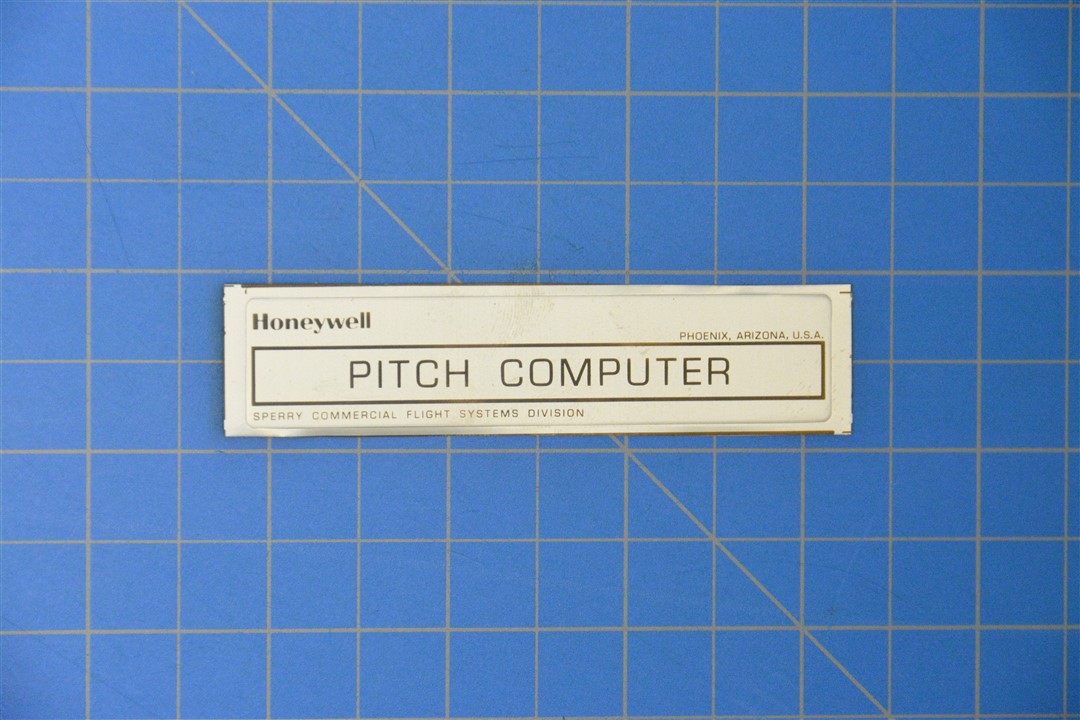 Honeywell
PHOENIX, ARIZONA, U.S.A.
PITCH COMPUTER
SPERRY COMMERCIAL FLIGHT SYSTEMS DIVISION